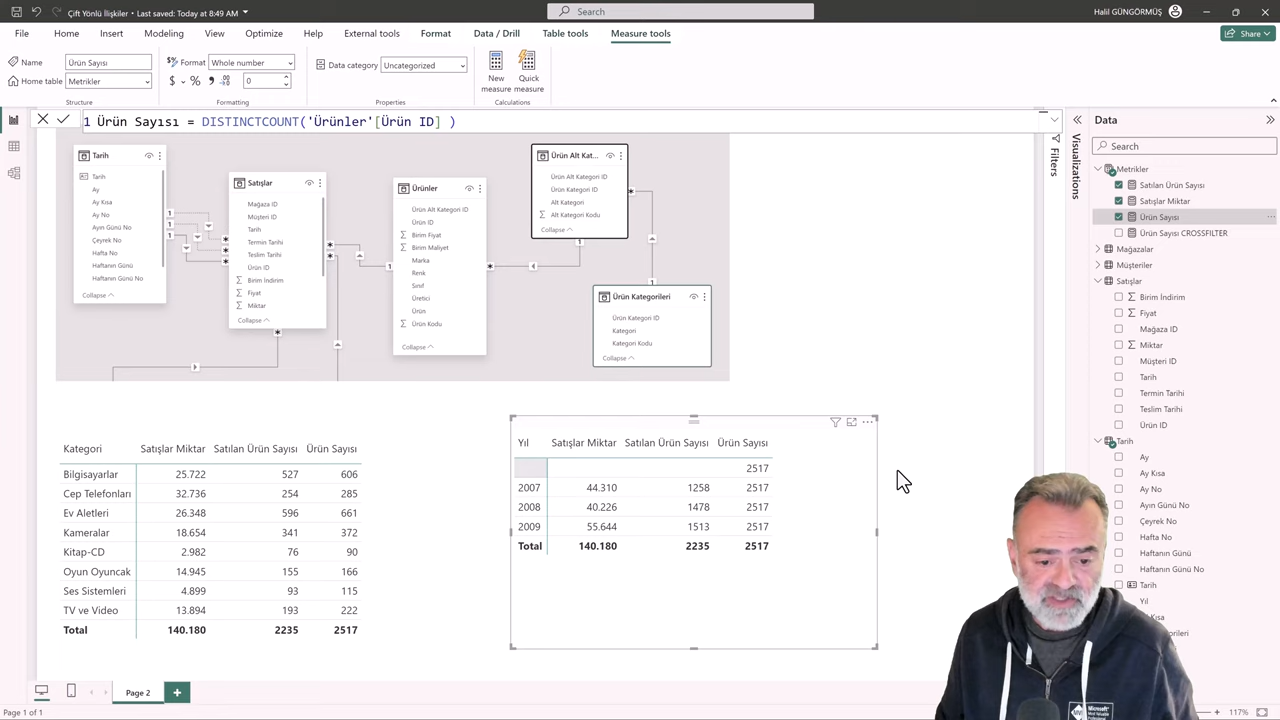 Çift Yönlü İlişkiler • Last saved: Today at 8:49 AM
Search
Halil GÜNGÖRMÜŞ
File Home Insert Modeling View Optimize Help External tools Format Data / Drill Table tools Measure tools
Share
Name Ürün Sayısı
Home table Metrikler
Structure
Format Whole number
$ % 0
Formatting
Data category Uncategorized
Properties
New measure
Quick measure
Calculations
1 Ürün Sayısı = DISTINCTCOUNT('Ürünler'[Ürün ID] )
Tarih
Tarih
Ay
Ay Kısa
Ay No
Ayın Günü No
Çeyrek No
Hafta No
Haftanın Günü
Haftanın Günü No
Collapse
Satışlar
Mağaza ID
Müşteri ID
Tarih
Termin Tarihi
Teslim Tarihi
Ürün ID
Birim İndirim
Fiyat
Miktar
Collapse
Ürünler
Ürün Alt Kategori ID
Ürün ID
Birim Fiyat
Birim Maliyet
Marka
Renk
Sınıf
Üretici
Ürün
Ürün Kodu
Collapse
Ürün Alt Kat...
Ürün Alt Kategori ID
Ürün Kategori ID
Alt Kategori
Alt Kategori Kodu
Collapse
Ürün Kategorileri
Ürün Kategori ID
Kategori
Kategori Kodu
Collapse
1 1 1 * * * * * 1 * 1 * 1 *
Kategori Satışlar Miktar Satılan Ürün Sayısı Ürün Sayısı
Bilgisayarlar 25.722 527 606
Cep Telefonları 32.736 254 285
Ev Aletleri 26.348 596 661
Kameralar 18.654 341 372
Kitap-CD 2.982 76 90
Oyun Oyuncak 14.945 155 166
Ses Sistemleri 4.899 93 115
TV ve Video 13.894 193 222
Total 140.180 2235 2517
Yıl Satışlar Miktar Satılan Ürün Sayısı Ürün Sayısı
2517
2007 44.310 1258 2517
2008 40.226 1478 2517
2009 55.644 1513 2517
Total 140.180 2235 2517
Filters
Visualizations
Data
Search
Metrikler
Satılan Ürün Sayısı
Satışlar Miktar
Ürün Sayısı
Ürün Sayısı CROSSFILTER
Mağazalar
Müşteriler
Satışlar
Birim İndirim
Fiyat
Mağaza ID
Miktar
Müşteri ID
Tarih
Termin Tarihi
Teslim Tarihi
Ürün ID
Tarih
Ay
Ay Kısa
Ay No
Ayın Günü No
Çeyrek No
Hafta No
Haftanın Günü
Haftanın Günü No
Tarih
Yıl
Page 2
Page 1 of 1
117%
Microsoft